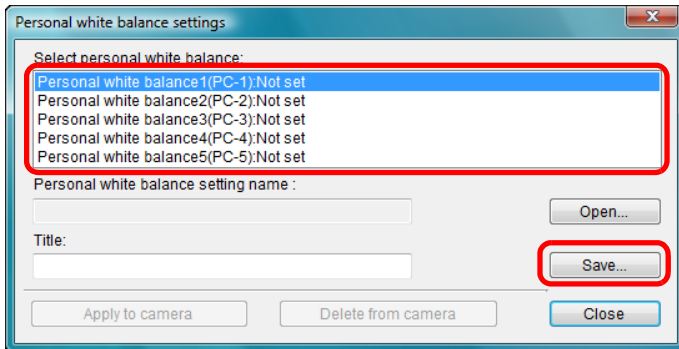 Personal white balance settings
Select personal white balance:
Personal white balance1(PC-1):Not set
Personal white balance2(PC-2):Not set
Personal white balance3(PC-3):Not set
Personal white balance4(PC-4):Not set
Personal white balance5(PC-5):Not set
Personal white balance setting name :
Open...
Title:
Save...
Apply to camera
Delete from camera
Close